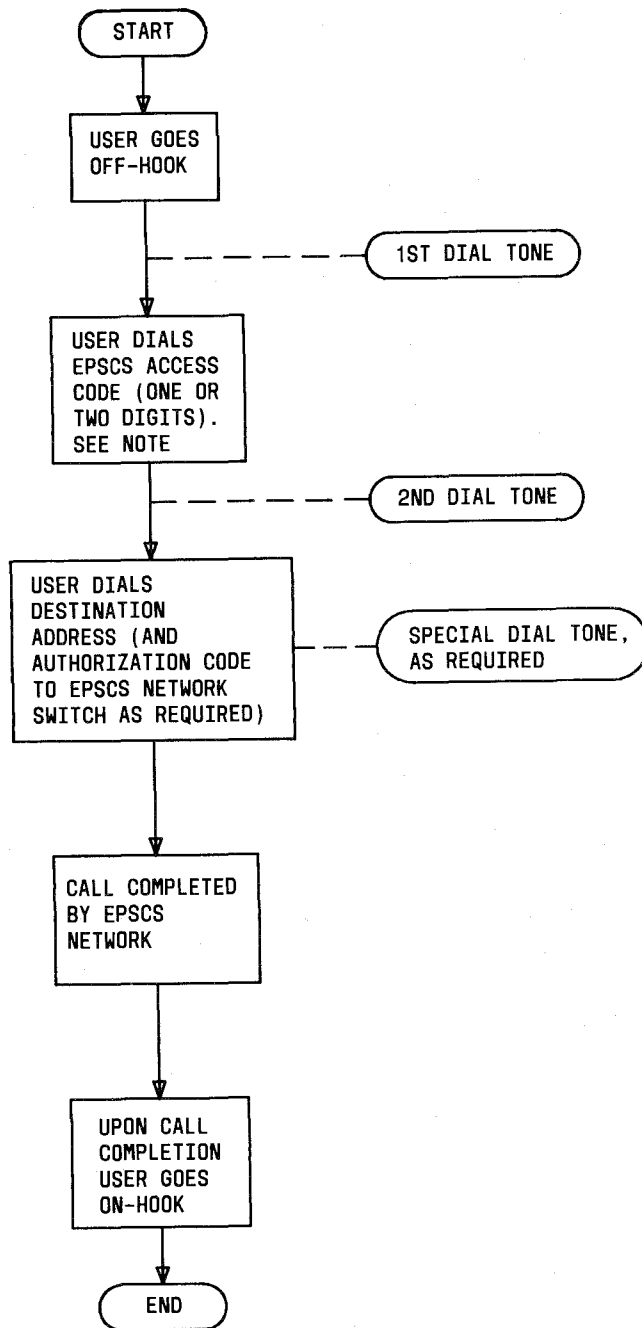 START
USER GOES
OFF-HOOK
1ST DIAL TONE
USER DIALS
EPSCS ACCESS
CODE (ONE OR
TWO DIGITS).
SEE NOTE
2ND DIAL TONE
USER DIALS
DESTINATION
ADDRESS (AND
AUTHORIZATION CODE
TO EPSCS NETWORK
SWITCH AS REQUIRED)
SPECIAL DIAL TONE,
AS REQUIRED
CALL COMPLETED
BY EPSCS
NETWORK
UPON CALL
COMPLETION
USER GOES
ON-HOOK
END